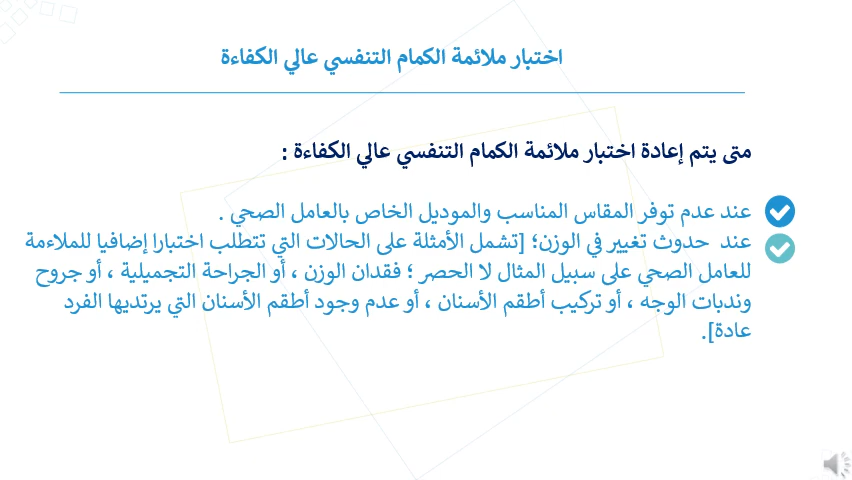 اختبار ملائمة الكمام التنفسي عالي الكفاءة
متى يتم إعادة اختبار ملائمة الكمام التنفسي عالي الكفاءة :
عند عدم توفر المقاس المناسب والموديل الخاص بالعامل الصحي .
عند حدوث تغيير في الوزن؛ [تشمل الأمثلة على الحالات التي تتطلب اختبارا إضافيا للملاءمة
للعامل الصحي على سبيل المثال لا الحصر ؛ فقدان الوزن ، أو الجراحة التجميلية ، أو جروح
وندبات الوجه ، أو تركيب أطقم الأسنان ، أو عدم وجود أطقم الأسنان التي يرتديها الفرد
عادة].